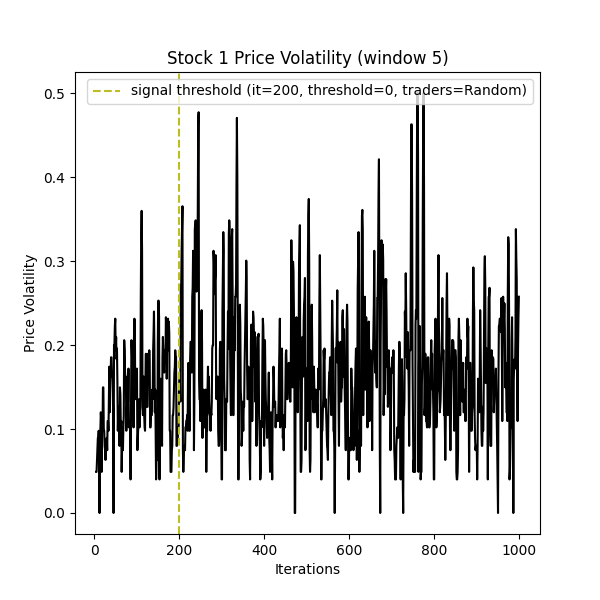 Stock 1 Price Volatility (window 5)
signal threshold (it=200, threshold=0, traders=Random)
0.5
0.4
0.3
0.2
0.1
0.0
Price Volatility
0 200 400 600 800 1000
Iterations